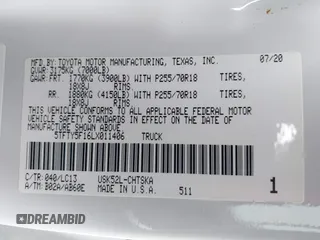 MFD. BY: TOYOTA MOTOR MANUFACTURING, TEXAS, INC. 07/20
GVWR: 3175KG (7000LB)
GAWR: FRT. 1770KG (3900LB) WITH P255/70R18 TIRES,
18X8J RIMS
RR. 1880KG (4150LB) WITH P255/70R18 TIRES,
18X8J RIMS
THIS VEHICLE CONFORMS TO ALL APPLICABLE FEDERAL MOTOR
VEHICLE SAFETY STANDARDS IN EFFECT ON THE DATE OF
MANUFACTURE SHOWN ABOVE.
5TFTY5F16LX011406 TRUCK
C/TR: 040/LC13 USK52L-CHTSKA
A/TM: B02A/AB60E MADE IN U.S.A. 511 1
AUTOBIDMASTER